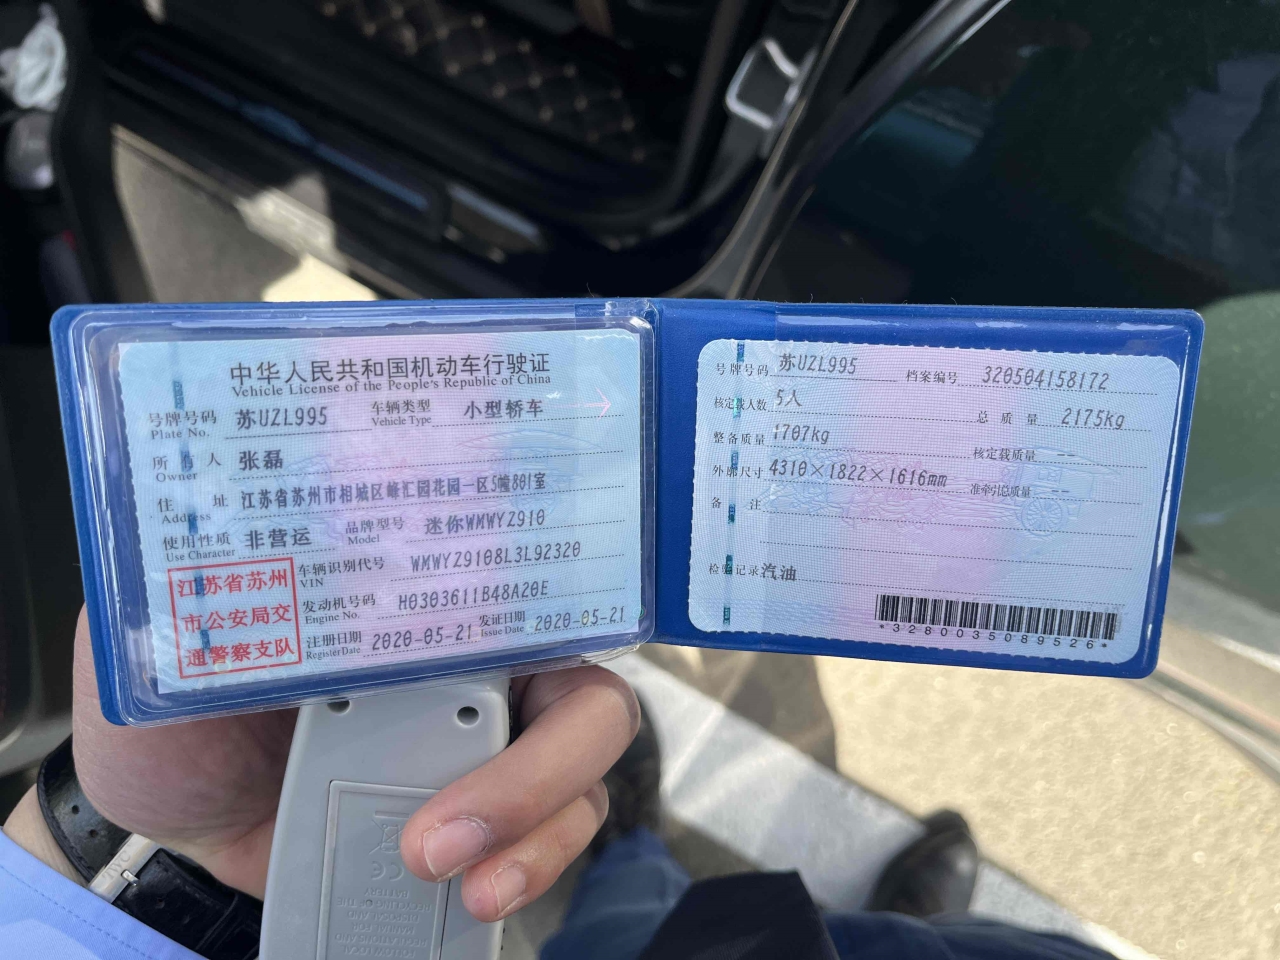 中华人民共和国机动车行驶证
Vehicle License of the People's Republic of China
号牌号码 苏UZL995 车辆类型 小型轿车
Plate No. Vehicle Type
所有人 张磊
Owner
住址 江苏省苏州市相城区峰汇园花园一区5幢801室
Address
使用性质 非营运 品牌型号 迷你WMWYZ910
Use Character Model
车辆识别代号 WMWYZ9108L3L92320
VIN
发动机号码 H0303611B48A20E
Engine No.
注册日期 2020-05-21 发证日期 2020-05-21
Register Date Issue Date
江苏省苏州
市公安局交
通警察支队
号牌号码 苏UZL995 档案编号 320504158172
核定载人数 5人 总质量 2175kg
整备质量 1707kg 核定载质量 --
外廓尺寸 4310×1822×1616mm 准牵引总质量 --
备注
检验记录 汽油
*3280035089526*